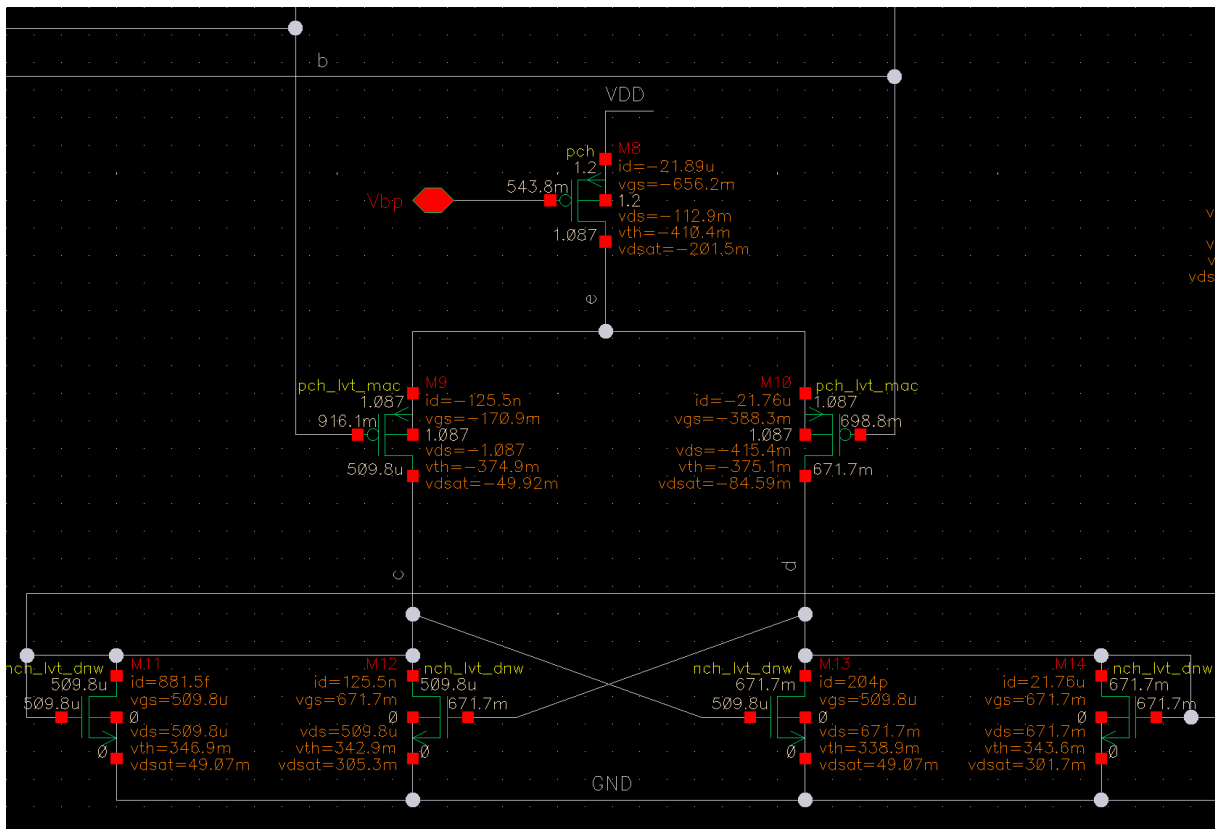 b
VDD
pch
M8
1.2
id=-21.89u
vgs=-656.2m
543.8m
1.2
Vbp
vds=-112.9m
vth=-410.4m
1.087
vdsat=-201.5m
e
pch_lvt_mac
M9
1.087
id=-125.5n
vgs=-170.9m
916.1m
1.087
vds=-1.087
vth=-374.9m
509.8u
vdsat=-49.92m
M10
pch_lvt_mac
id=-21.76u
1.087
vgs=-388.3m
698.8m
1.087
vds=-415.4m
vth=-375.1m
671.7m
vdsat=-84.59m
c
d
nch_lvt_dnw
M11
509.8u
id=881.5f
vgs=509.8u
509.8u
0
vds=509.8u
vth=346.9m
0
vdsat=49.07m
M12
nch_lvt_dnw
id=125.5n
509.8u
vgs=671.7m
671.7m
0
vds=509.8u
vth=342.9m
0
vdsat=305.3m
nch_lvt_dnw
M13
671.7m
id=204p
vgs=509.8u
509.8u
0
vds=671.7m
vth=338.9m
0
vdsat=49.07m
M14
nch_lvt_dnw
id=21.76u
671.7m
vgs=671.7m
671.7m
0
vds=671.7m
vth=343.6m
0
vdsat=301.7m
GND